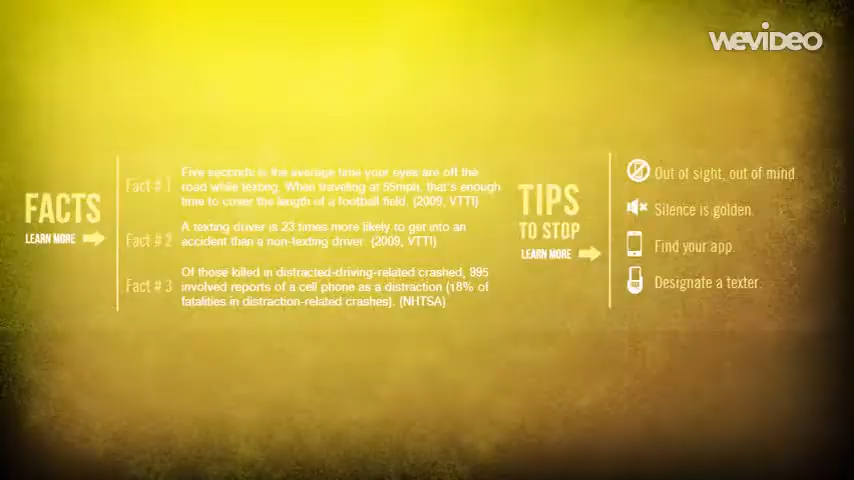 WEVIDEO
FACTS
LEARN MORE
Fact # 1
Five seconds is the average time your eyes are off the
road while texting. When traveling at 55mph, that's enough
time to cover the length of a football field. (2009, VTTI)
Fact # 2
A texting driver is 23 times more likely to get into an
accident than a non-texting driver. (2009, VTTI)
Fact # 3
Of those killed in distracted-driving-related crashed, 995
involved reports of a cell phone as a distraction (18% of
fatalities in distraction-related crashes). (NHTSA)
TIPS
TO STOP
LEARN MORE
Out of sight, out of mind.
Silence is golden.
Find your app.
Designate a texter.